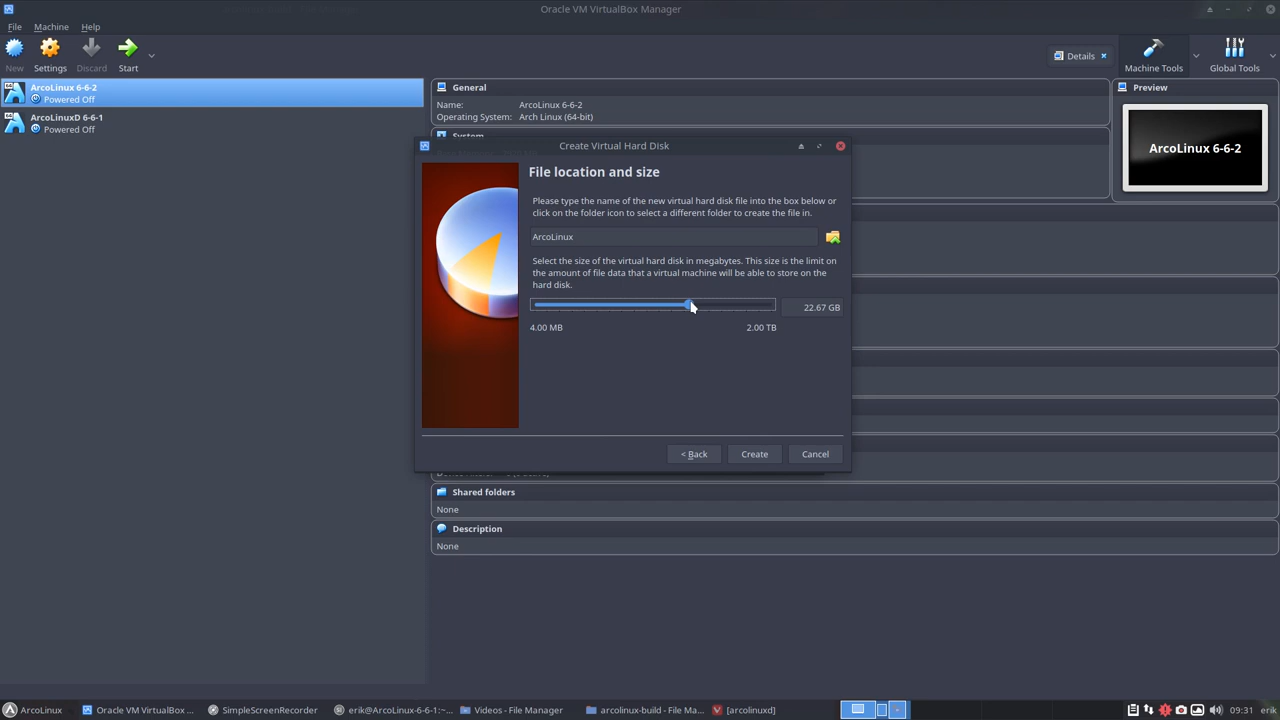 Oracle VM VirtualBox Manager
File Machine Help
New Settings Discard Start
Details
Machine Tools
Global Tools
64
ArcoLinux 6-6-2
Powered Off
64
ArcoLinuxD 6-6-1
Powered Off
General
Name: ArcoLinux 6-6-2
Operating System: Arch Linux (64-bit)
System
Preview
ArcoLinux 6-6-2
Create Virtual Hard Disk
File location and size
Please type the name of the new virtual hard disk file into the box below or
click on the folder icon to select a different folder to create the file in.
ArcoLinux
Select the size of the virtual hard disk in megabytes. This size is the limit on
the amount of file data that a virtual machine will be able to store on the
hard disk.
22.67 GB
4.00 MB 2.00 TB
< Back Create Cancel
Shared folders
None
Description
None
ArcoLinux Oracle VM VirtualBox ... SimpleScreenRecorder erik@ArcoLinux-6-6-1:~... Videos - File Manager arcolinux-build - File Ma... [arcolinuxd] 09:31 erik